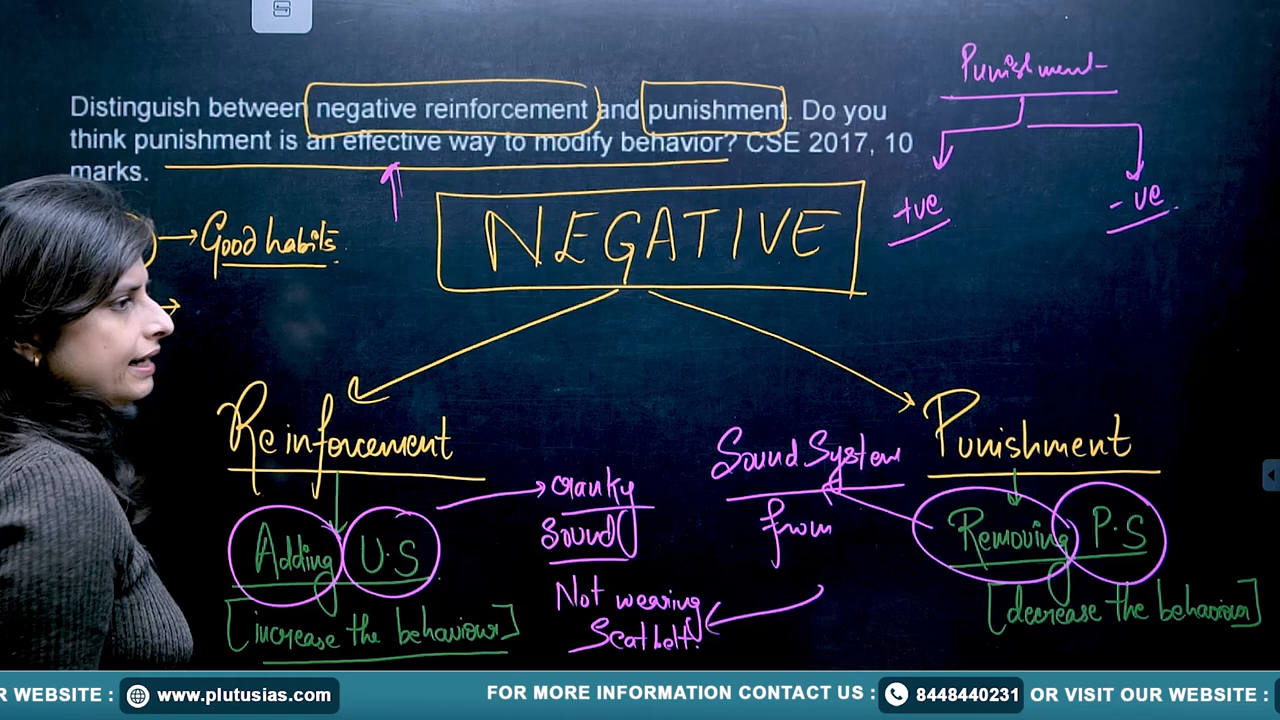 Distinguish between negative reinforcement and punishment. Do you
think punishment is an effective way to modify behavior? CSE 2017, 10
marks.
Punishment
+ve
-ve
Good habits
NEGATIVE
Reinforcement
Punishment
Adding U.S
[increase the behaviour]
cranky
sound
Not wearing
Seatbelt
Sound System
from
Removing P.S
[decrease the behaviour]
R WEBSITE : www.plutusias.com
FOR MORE INFORMATION CONTACT US : 8448440231 OR VISIT OUR WEBSITE :